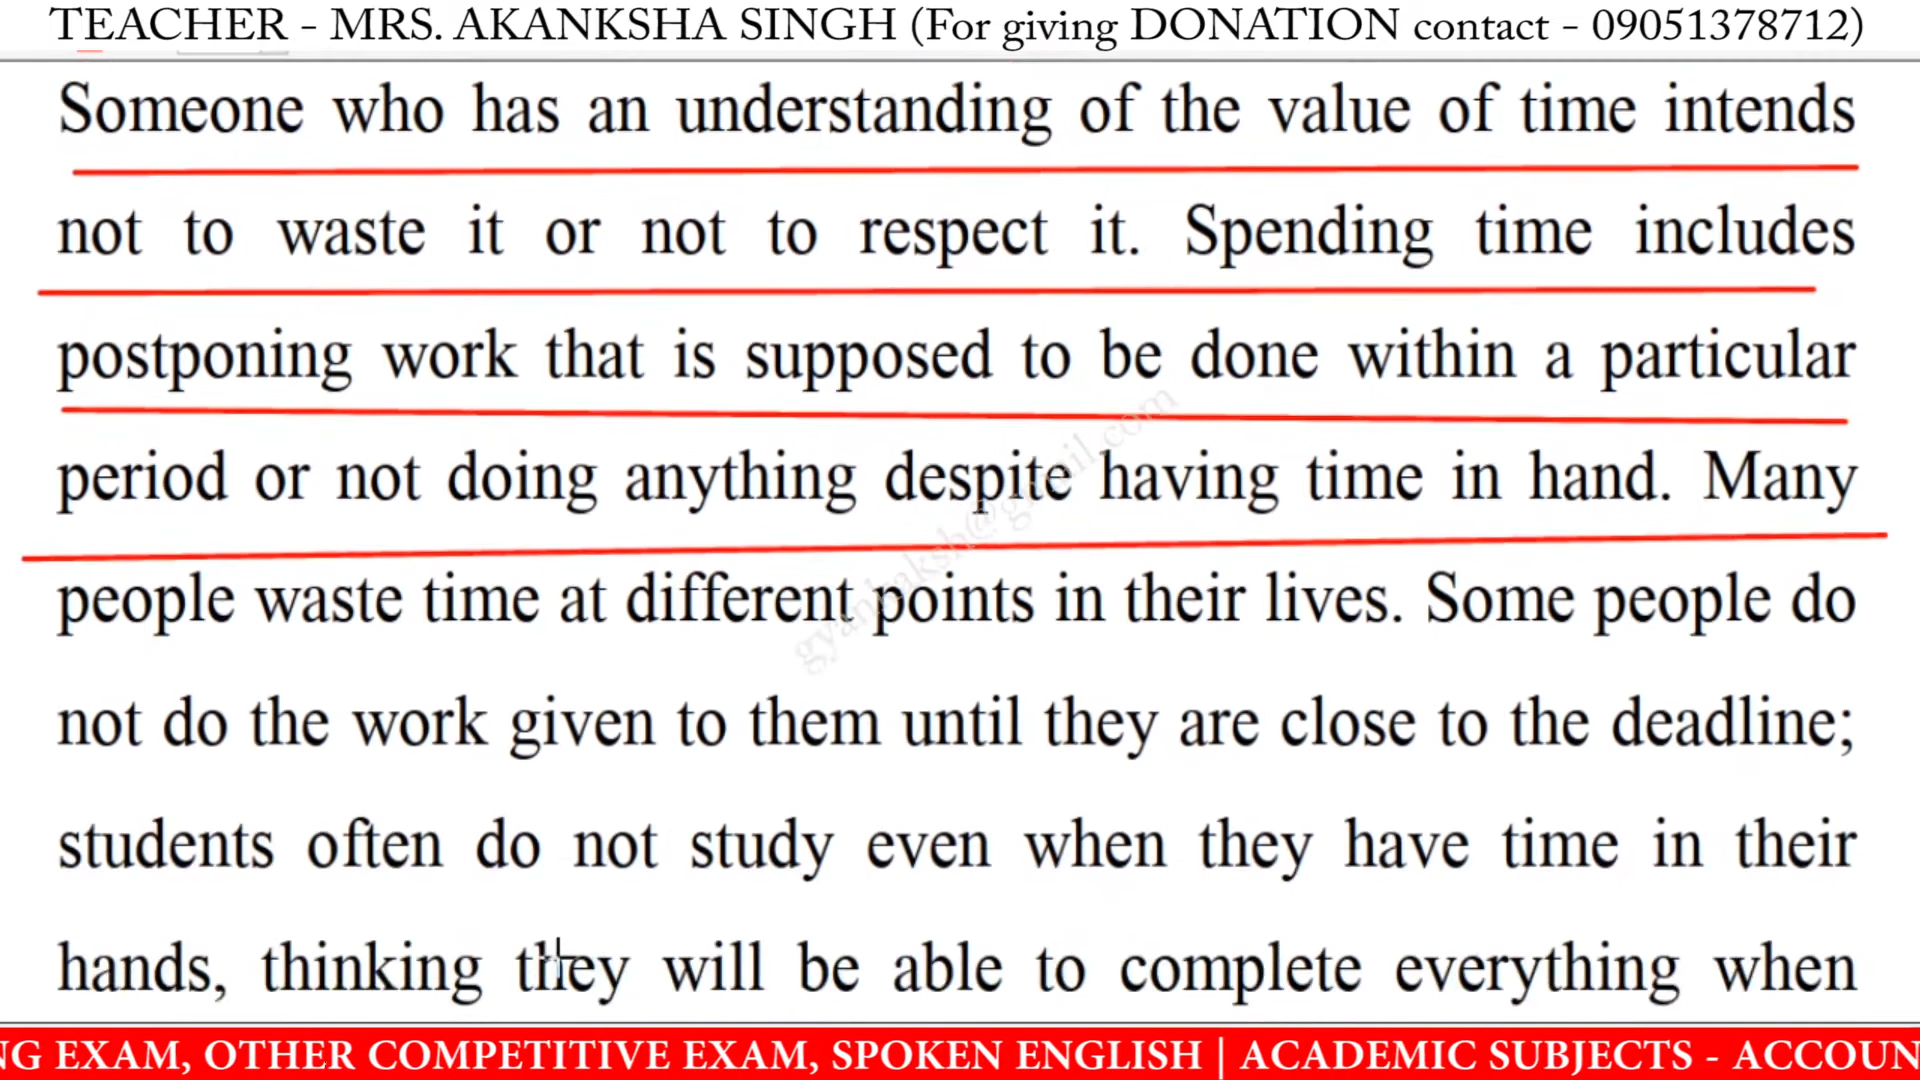 TEACHER - MRS. AKANKSHA SINGH (For giving DONATION contact - 09051378712)
Someone who has an understanding of the value of time intends
not to waste it or not to respect it. Spending time includes
postponing work that is supposed to be done within a particular
period or not doing anything despite having time in hand. Many
people waste time at different points in their lives. Some people do
not do the work given to them until they are close to the deadline;
students often do not study even when they have time in their
hands, thinking they will be able to complete everything when
NG EXAM, OTHER COMPETITIVE EXAM, SPOKEN ENGLISH | ACADEMIC SUBJECTS - ACCOUN